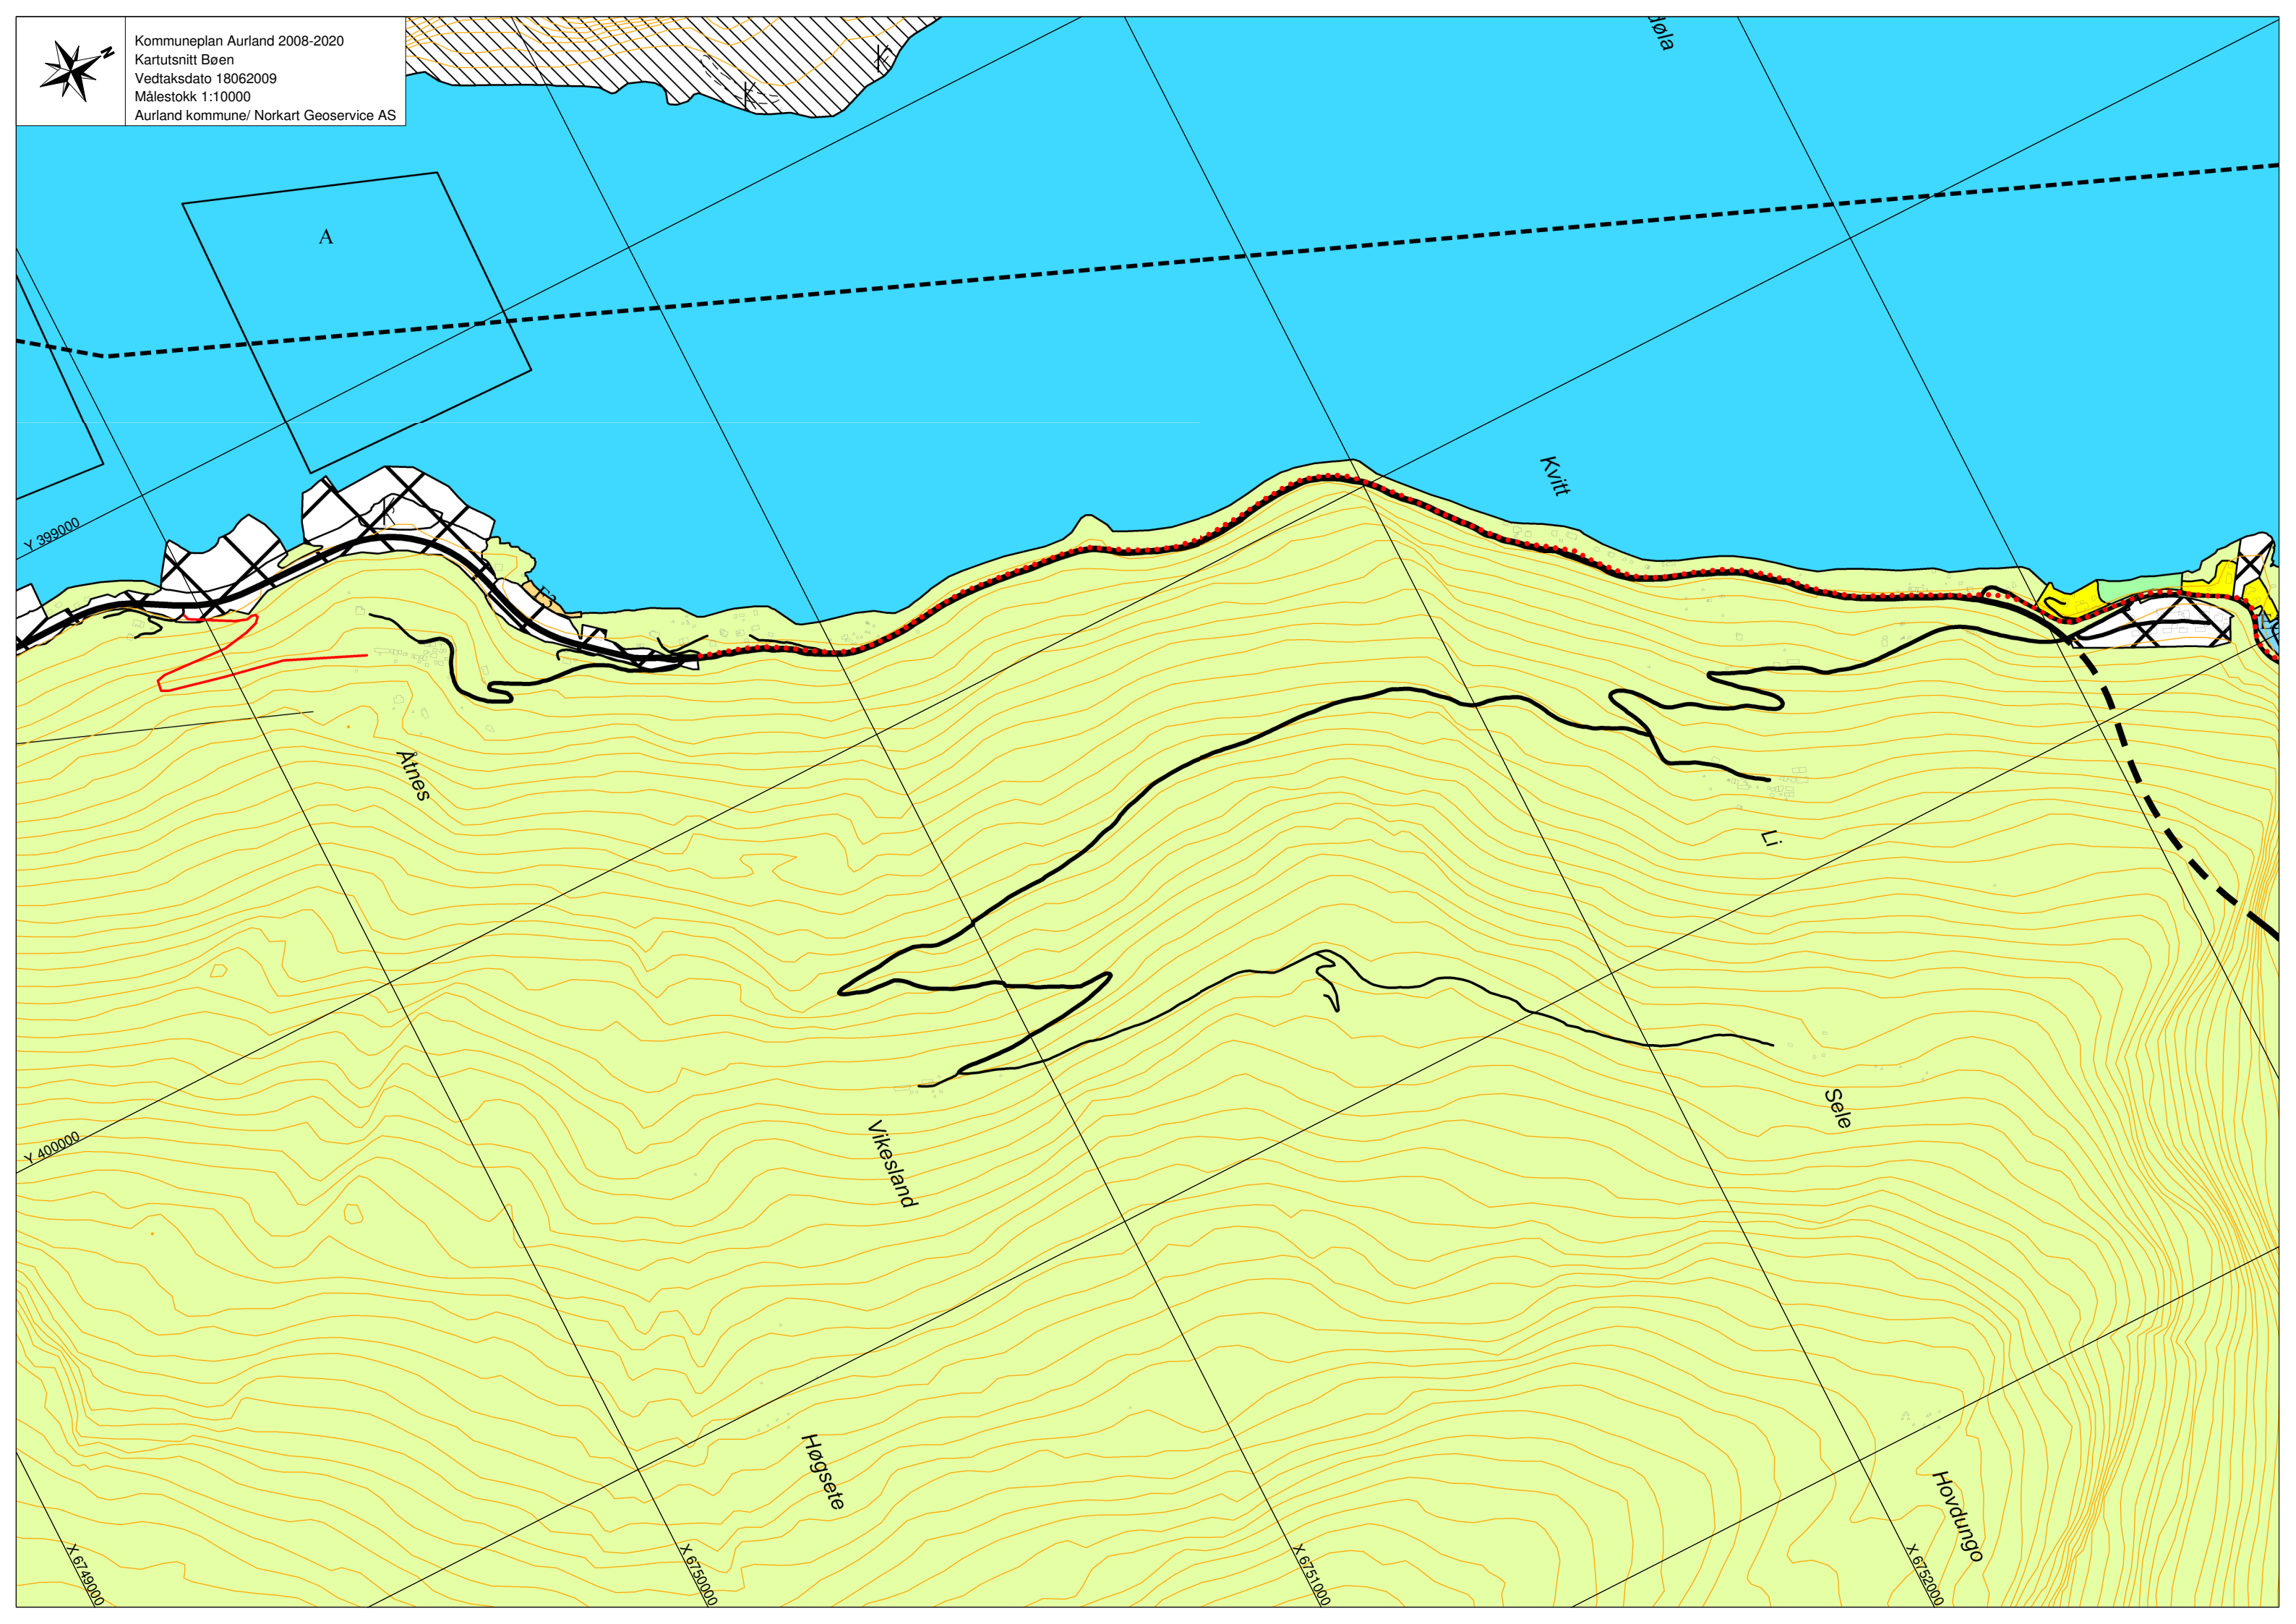 N
Kommuneplan Aurland 2008-2020
Kartutsnitt Bøen
Vedtaksdato 18062009
Målestokk 1:10000
Aurland kommune/ Norkart Geoservice AS
K
K
A
Kvitt
Y 399000
K
Åtnes
Li
Sele
Y 400000
Vikesland
Høgsete
Hovdungo
X 6749000
X 6750000
X 6751000
X 6752000